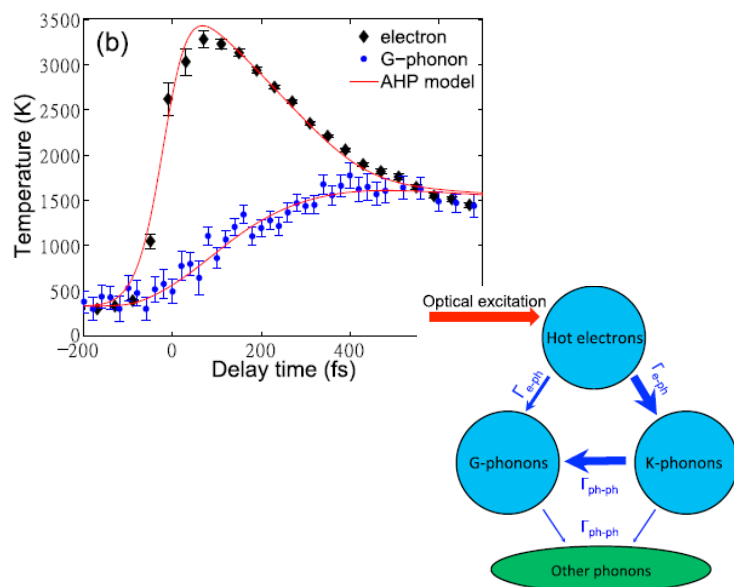 (b)
electron
G-phonon
AHP model
Temperature (K)
3500
3000
2500
2000
1500
1000
500
0
-200 0 200 400
Delay time (fs)
Optical excitation
Hot electrons
Γe-ph Γe-ph
G-phonons K-phonons
Γph-ph
Γph-ph
Other phonons